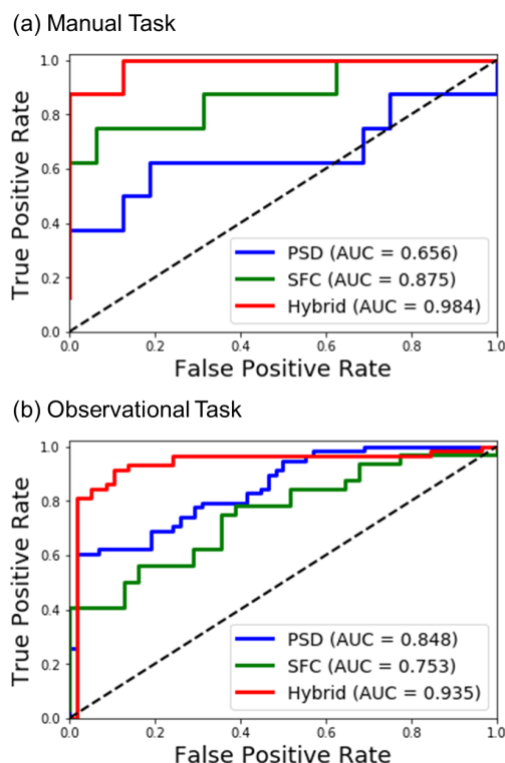 (a) Manual Task
True Positive Rate
1.0
0.8
0.6
0.4
0.2
0.0
PSD (AUC = 0.656)
SFC (AUC = 0.875)
Hybrid (AUC = 0.984)
0.0 0.2 0.4 0.6 0.8 1.0
False Positive Rate
(b) Observational Task
True Positive Rate
1.0
0.8
0.6
0.4
0.2
0.0
PSD (AUC = 0.848)
SFC (AUC = 0.753)
Hybrid (AUC = 0.935)
0.0 0.2 0.4 0.6 0.8 1.0
False Positive Rate